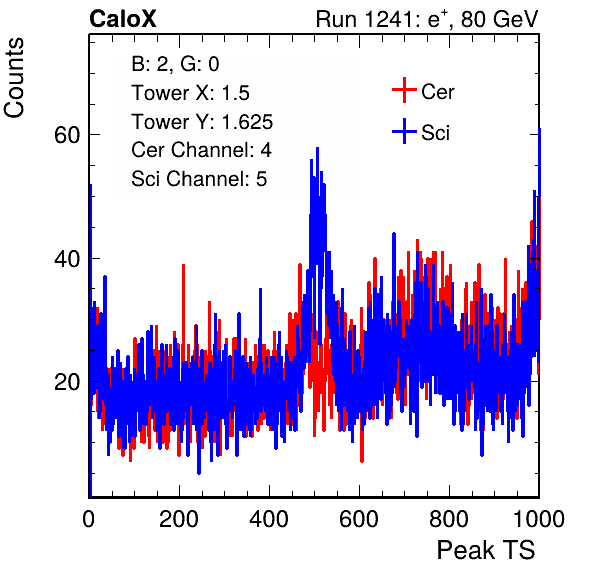 CaloX Run 1241: e⁺, 80 GeV
Counts
B: 2, G: 0
Tower X: 1.5
Tower Y: 1.625
Cer Channel: 4
Sci Channel: 5
Cer
Sci
60
40
20
0 200 400 600 800 1000
Peak TS